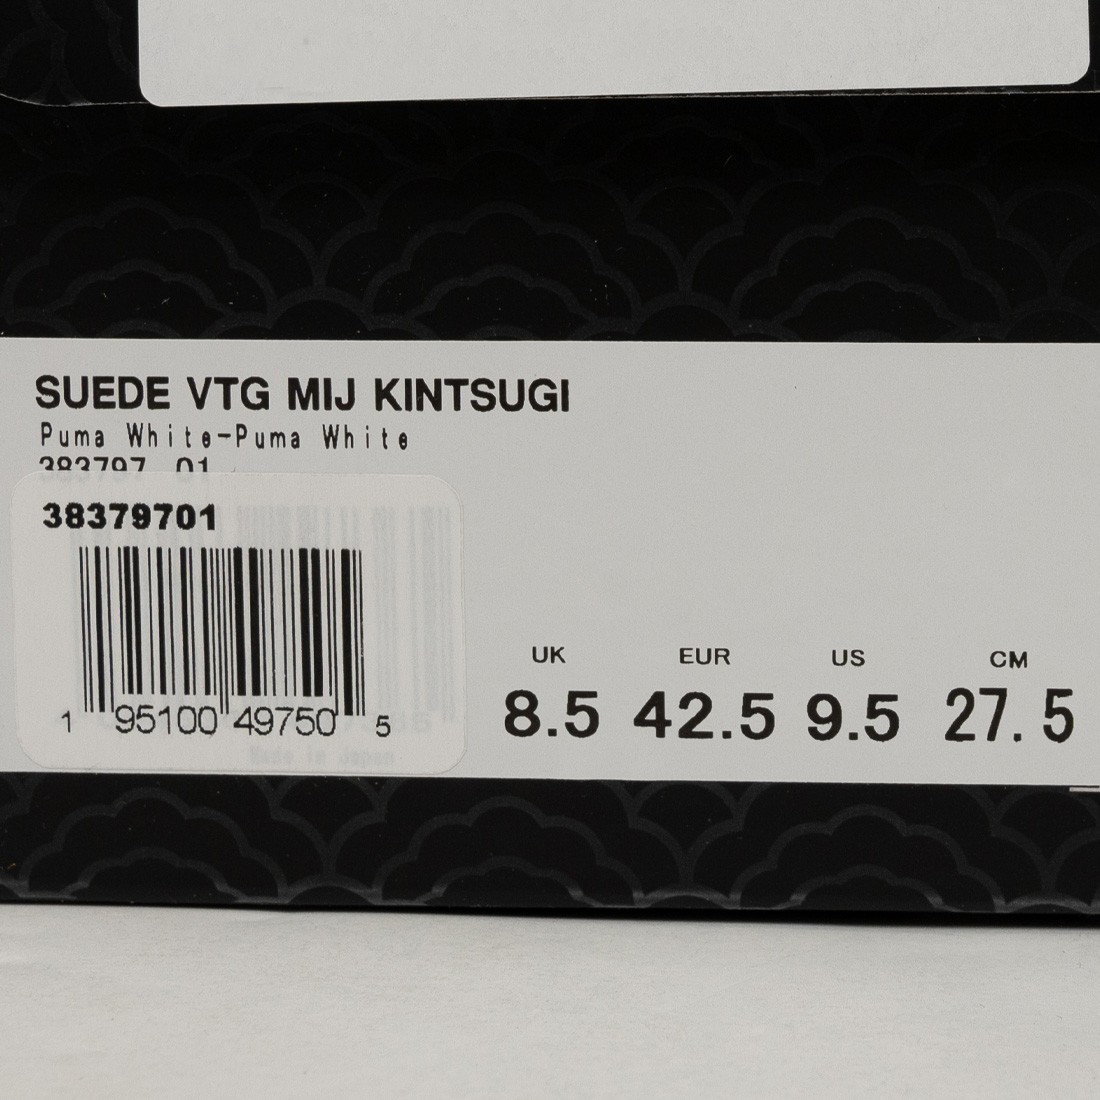 SUEDE VTG MIJ KINTSUGI
Puma White-Puma White
383797 01
38379701
1 95100 49750 5
Made in Japan
UK EUR US CM
8.5 42.5 9.5 27.5